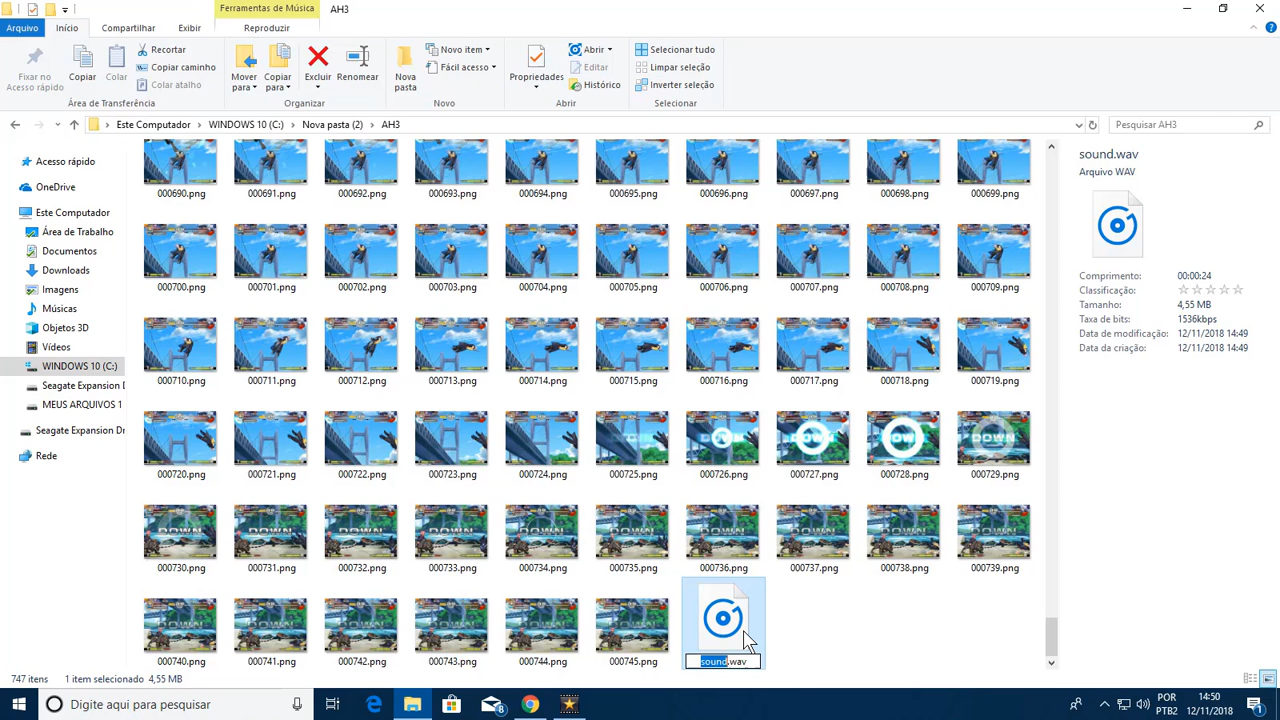 Ferramentas de Música
AH3
Arquivo
Início
Compartilhar
Exibir
Reproduzir
Fixar no
Acesso rápido
Copiar
Colar
Recortar
Copiar caminho
Colar atalho
Área de Transferência
Mover
para
Copiar
para
Excluir
Renomear
Organizar
Nova
pasta
Novo item
Fácil acesso
Novo
Propriedades
Abrir
Editar
Histórico
Abrir
Selecionar tudo
Limpar seleção
Inverter seleção
Selecionar
Este Computador
WINDOWS 10 (C:)
Nova pasta (2)
AH3
Pesquisar AH3
Acesso rápido
OneDrive
Este Computador
Área de Trabalho
Documentos
Downloads
Imagens
Músicas
Objetos 3D
Vídeos
WINDOWS 10 (C:)
Seagate Expansion D
MEUS ARQUIVOS 1
Seagate Expansion Dr
Rede
000690.png 000691.png 000692.png 000693.png 000694.png 000695.png 000696.png 000697.png 000698.png 000699.png
000700.png 000701.png 000702.png 000703.png 000704.png 000705.png 000706.png 000707.png 000708.png 000709.png
000710.png 000711.png 000712.png 000713.png 000714.png 000715.png 000716.png 000717.png 000718.png 000719.png
DOWN
000720.png 000721.png 000722.png 000723.png 000724.png 000725.png 000726.png 000727.png 000728.png 000729.png
DOWN DOWN DOWN DOWN DOWN DOWN DOWN DOWN DOWN DOWN
000730.png 000731.png 000732.png 000733.png 000734.png 000735.png 000736.png 000737.png 000738.png 000739.png
000740.png 000741.png 000742.png 000743.png 000744.png 000745.png sound.wav
sound.wav
Arquivo WAV
Comprimento: 00:00:24
Classificação:
Tamanho: 4,55 MB
Taxa de bits: 1536kbps
Data de modificação: 12/11/2018 14:49
Data da criação: 12/11/2018 14:49
747 itens
1 item selecionado 4,55 MB
Digite aqui para pesquisar
8
POR
PTB2
14:50
12/11/2018
1